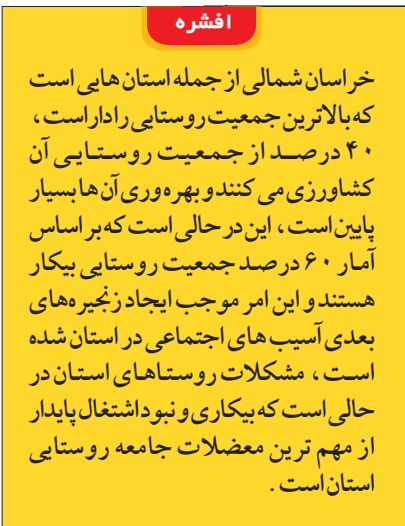 افشره
خراسان شمالی از جمله استان هایی است
که بالاترین جمعیت روستایی را دارا است ،
۴۰ درصد از جمعیت روستایی آن
کشاورزی می کنند و بهره وری آن ها بسیار
پایین است ، این در حالی است که بر اساس
آمار ۶۰ درصد جمعیت روستایی بیکار
هستند و این امر موجب ایجاد زنجیره های
بعدی آسیب های اجتماعی در استان شده
است ، مشکلات روستاهای استان در
حالی است که بیکاری و نبود اشتغال پایدار
از مهم ترین معضلات جامعه روستایی
استان است .